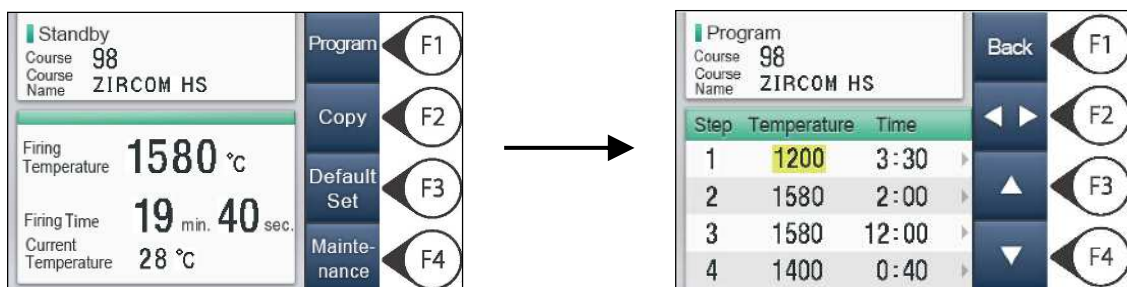 Standby
Course 98
Course Name ZIRCOM HS
Firing Temperature 1580 °C
Firing Time 19 min. 40 sec.
Current Temperature 28 °C
Program F1
Copy F2
Default Set F3
Mainte-
nance F4
Program
Course 98
Course Name ZIRCOM HS
Step Temperature Time
1 1200 3:30
2 1580 2:00
3 1580 12:00
4 1400 0:40
Back F1
F2
F3
F4